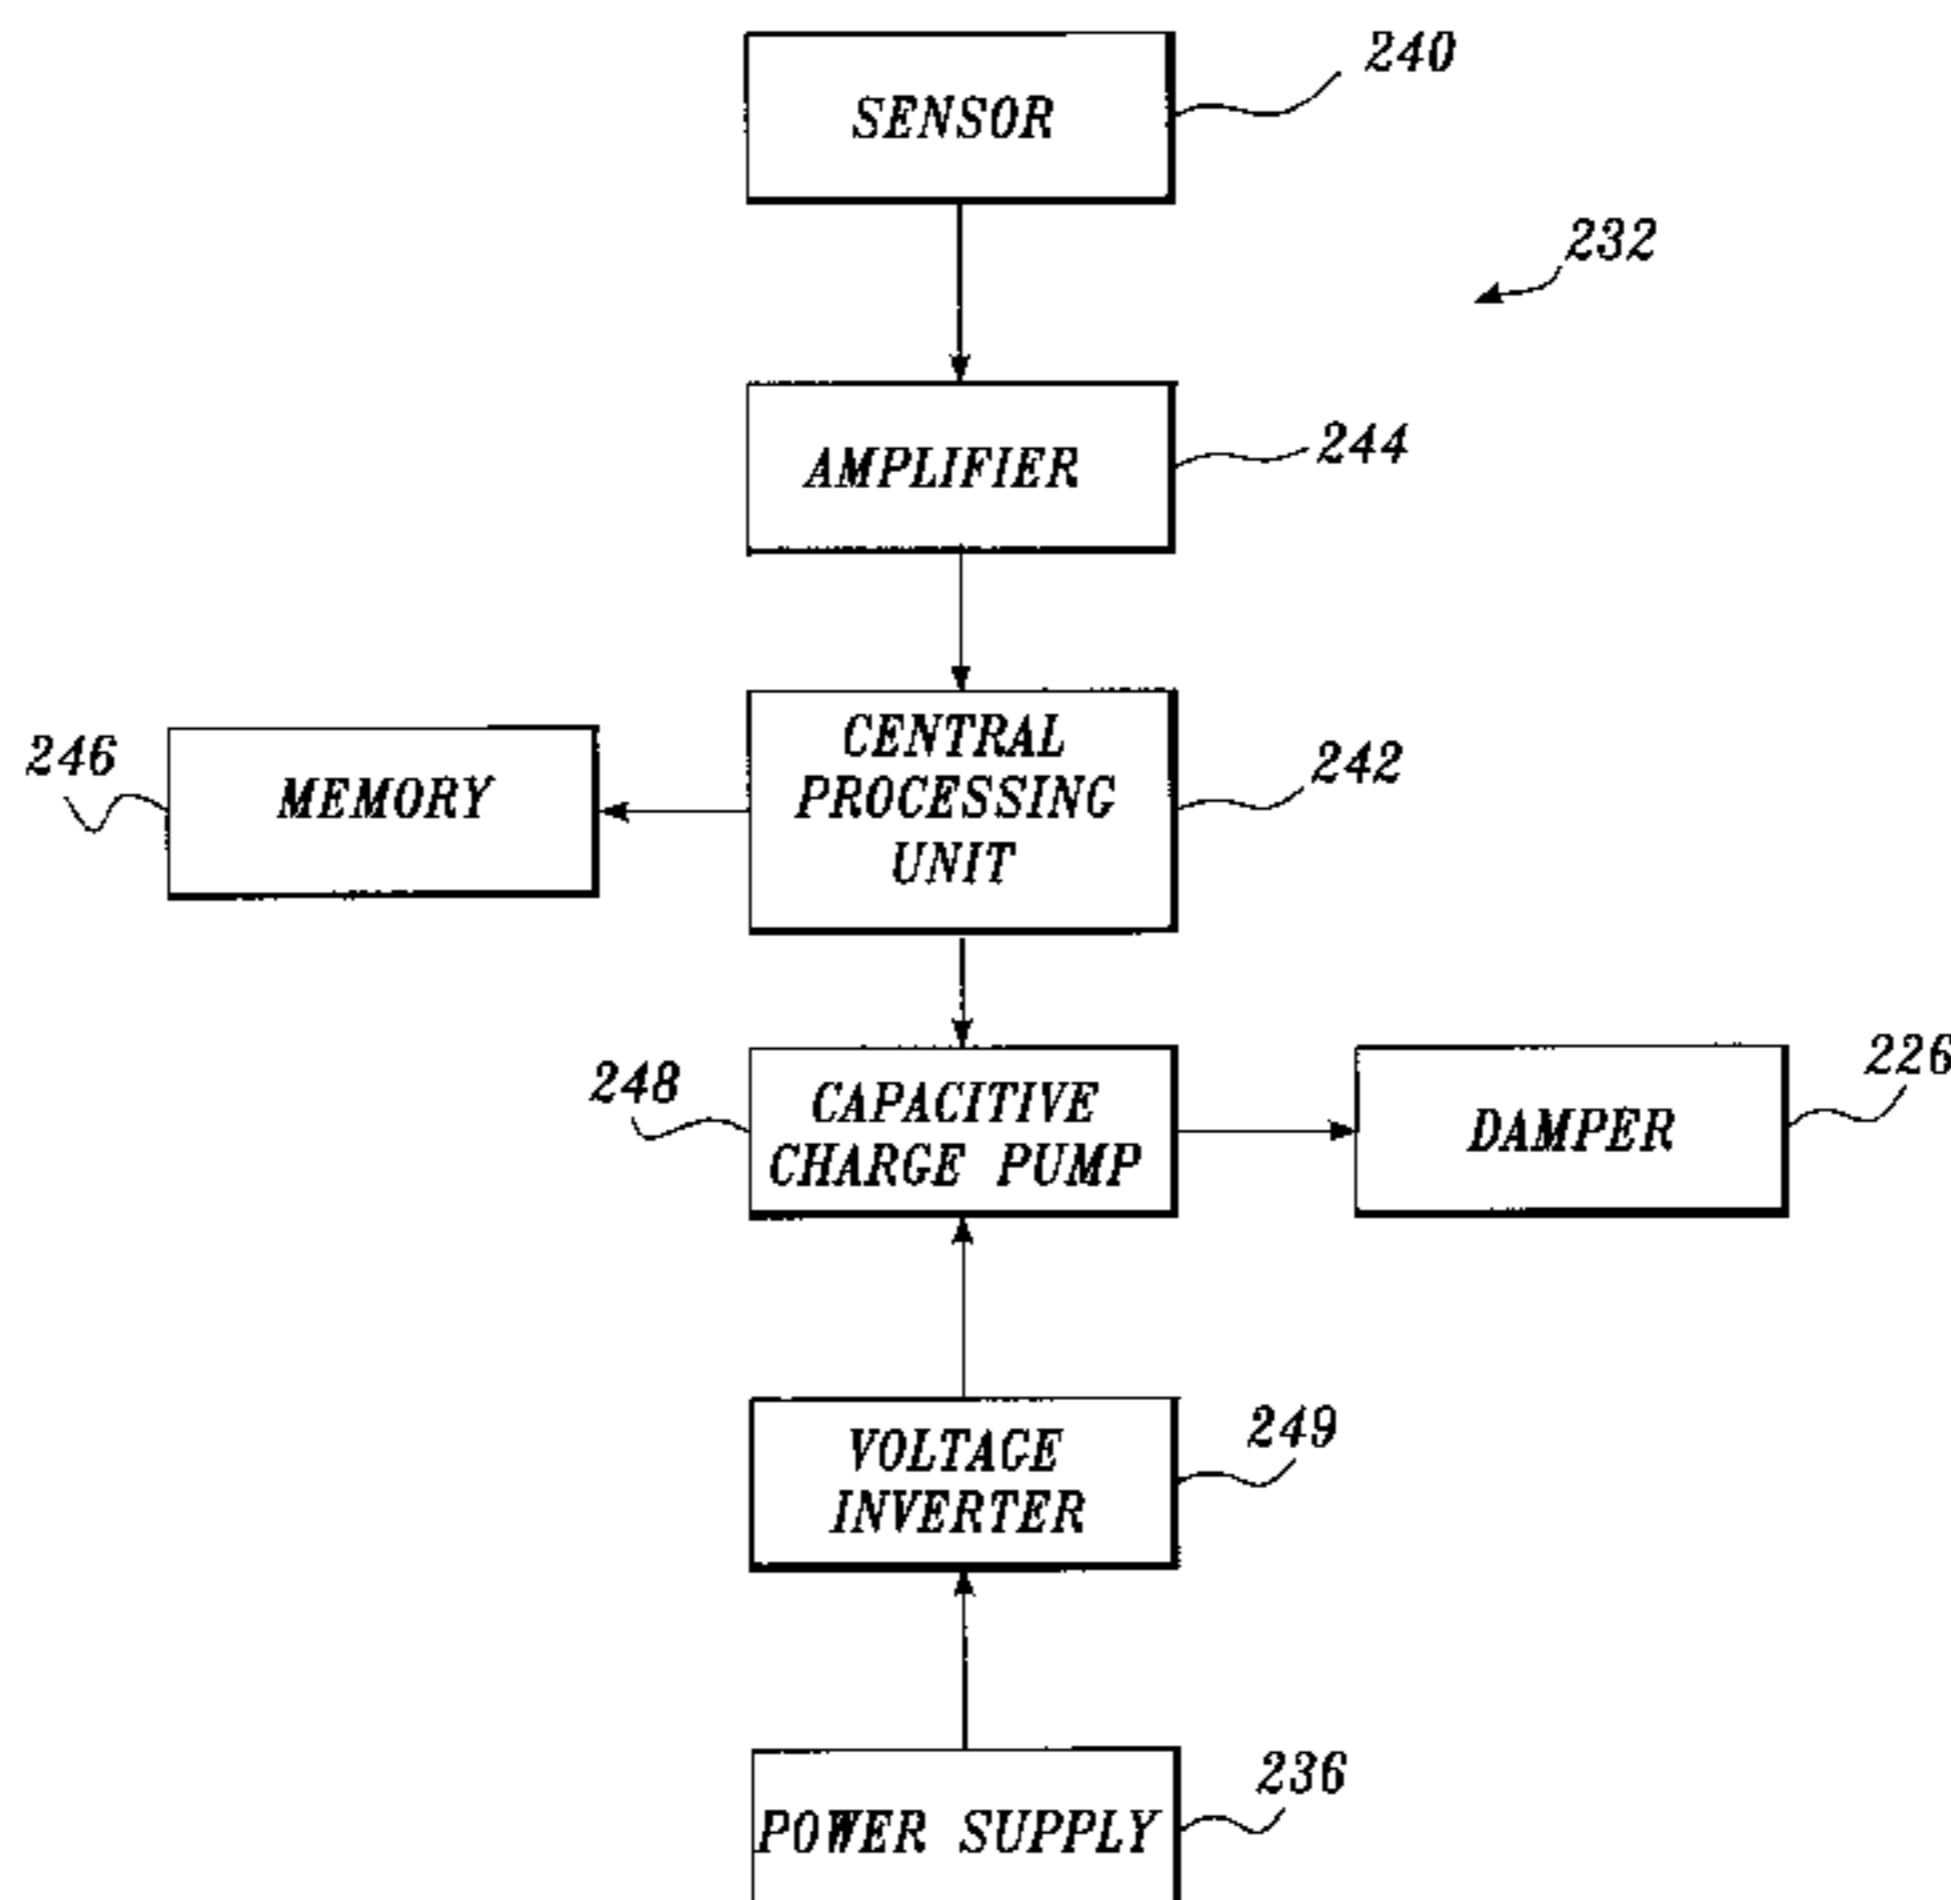 SENSOR
240
232
AMPLIFIER
244
246
MEMORY
CENTRAL
PROCESSING
UNIT
242
248
CAPACITIVE
CHARGE PUMP
DAMPER
226
VOLTAGE
INVERTER
249
POWER SUPPLY
236